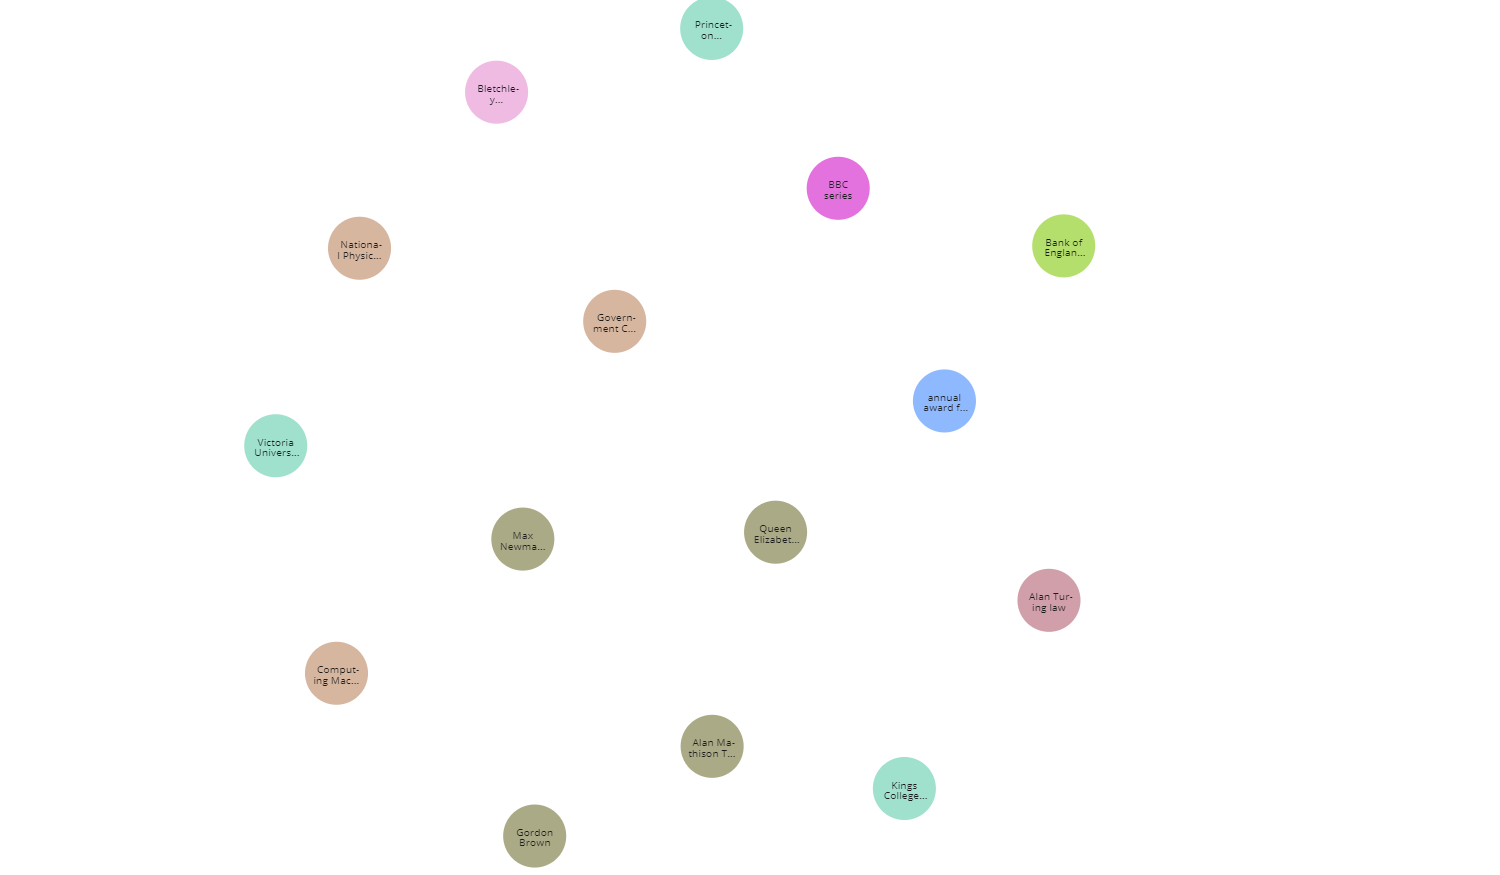 Princet-
on...
Bletchle-
y...
BBC
series
Nationa-
l Physic...
Bank of
Englan...
Govern-
ment C...
annual
award f...
Victoria
Univers...
Max
Newma...
Queen
Elizabet...
Alan Tur-
ing law
Comput-
ing Mac...
Alan Ma-
thison T...
Kings
College...
Gordon
Brown